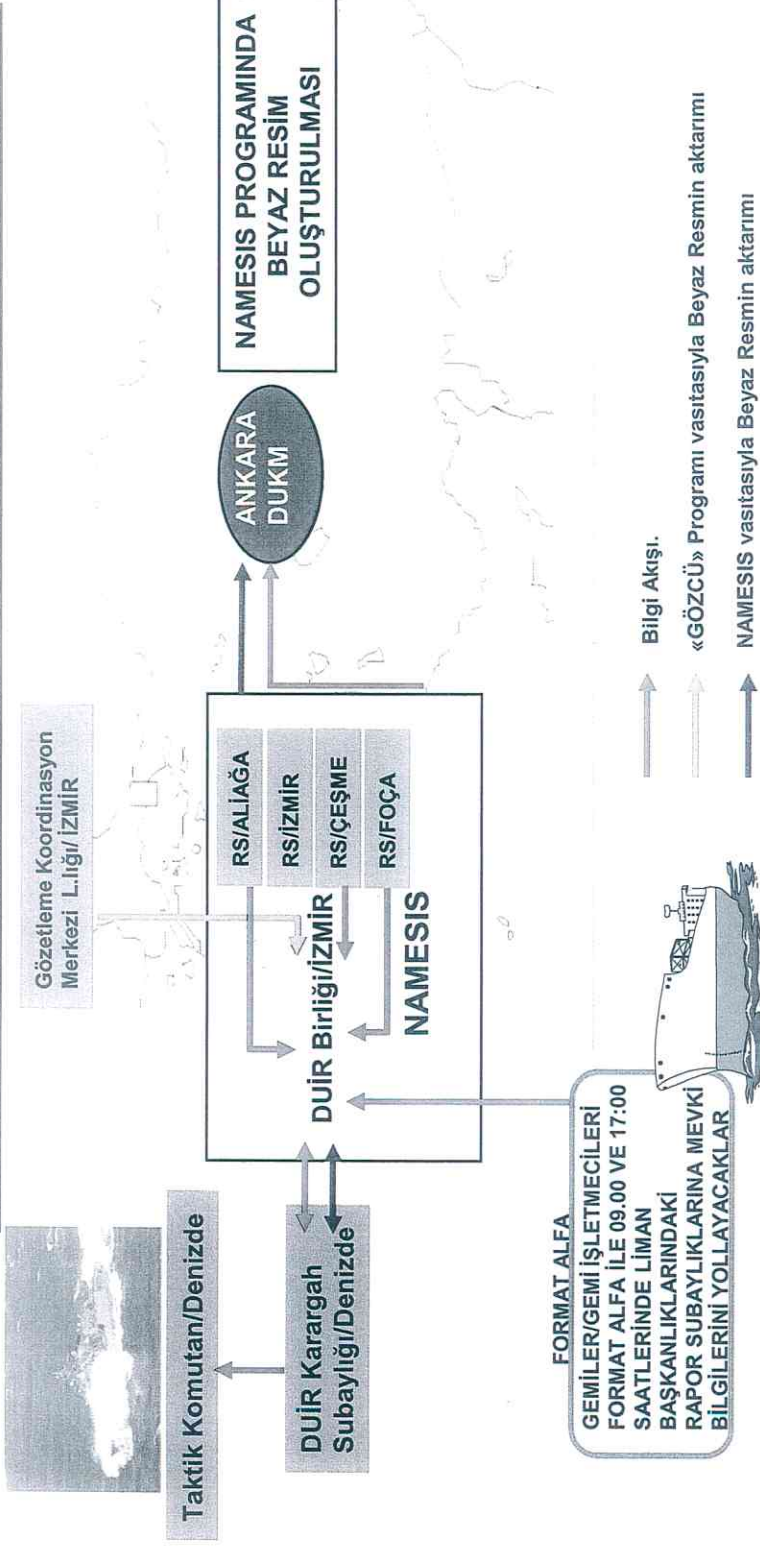 Taktik Komutan/Denizde
DUİR Karargah
Subaylığı/Denizde
Gözetleme Koordinasyon
Merkezi L.lığı/ İZMİR
DUİR Birliği/İZMİR
RS/ALİAĞA
RS/İZMİR
RS/ÇEŞME
RS/FOÇA
NAMESIS
ANKARA
DUKM
NAMESIS PROGRAMINDA
BEYAZ RESİM
OLUŞTURULMASI
FORMAT ALFA
GEMİLER/GEMİ İŞLETMECİLERİ
FORMAT ALFA İLE 09.00 VE 17:00
SAATLERİNDE LİMAN
BAŞKANLIKLARINDAKİ
RAPOR SUBAYLIKLARINA MEVKİ
BİLGİLERİNİ YOLLAYACAKLAR
Bilgi Akışı.
«GÖZCÜ» Programı vasıtasıyla Beyaz Resmin aktarımı
NAMESIS vasıtasıyla Beyaz Resmin aktarımı